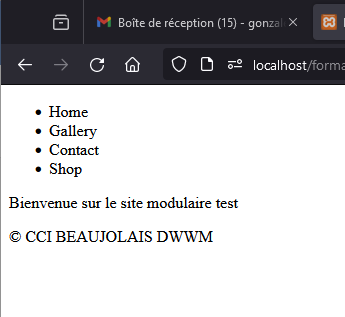 Boîte de réception (15) - gonzal
localhost/forma
Home
Gallery
Contact
Shop
Bienvenue sur le site modulaire test
© CCI BEAUJOLAIS DWWM